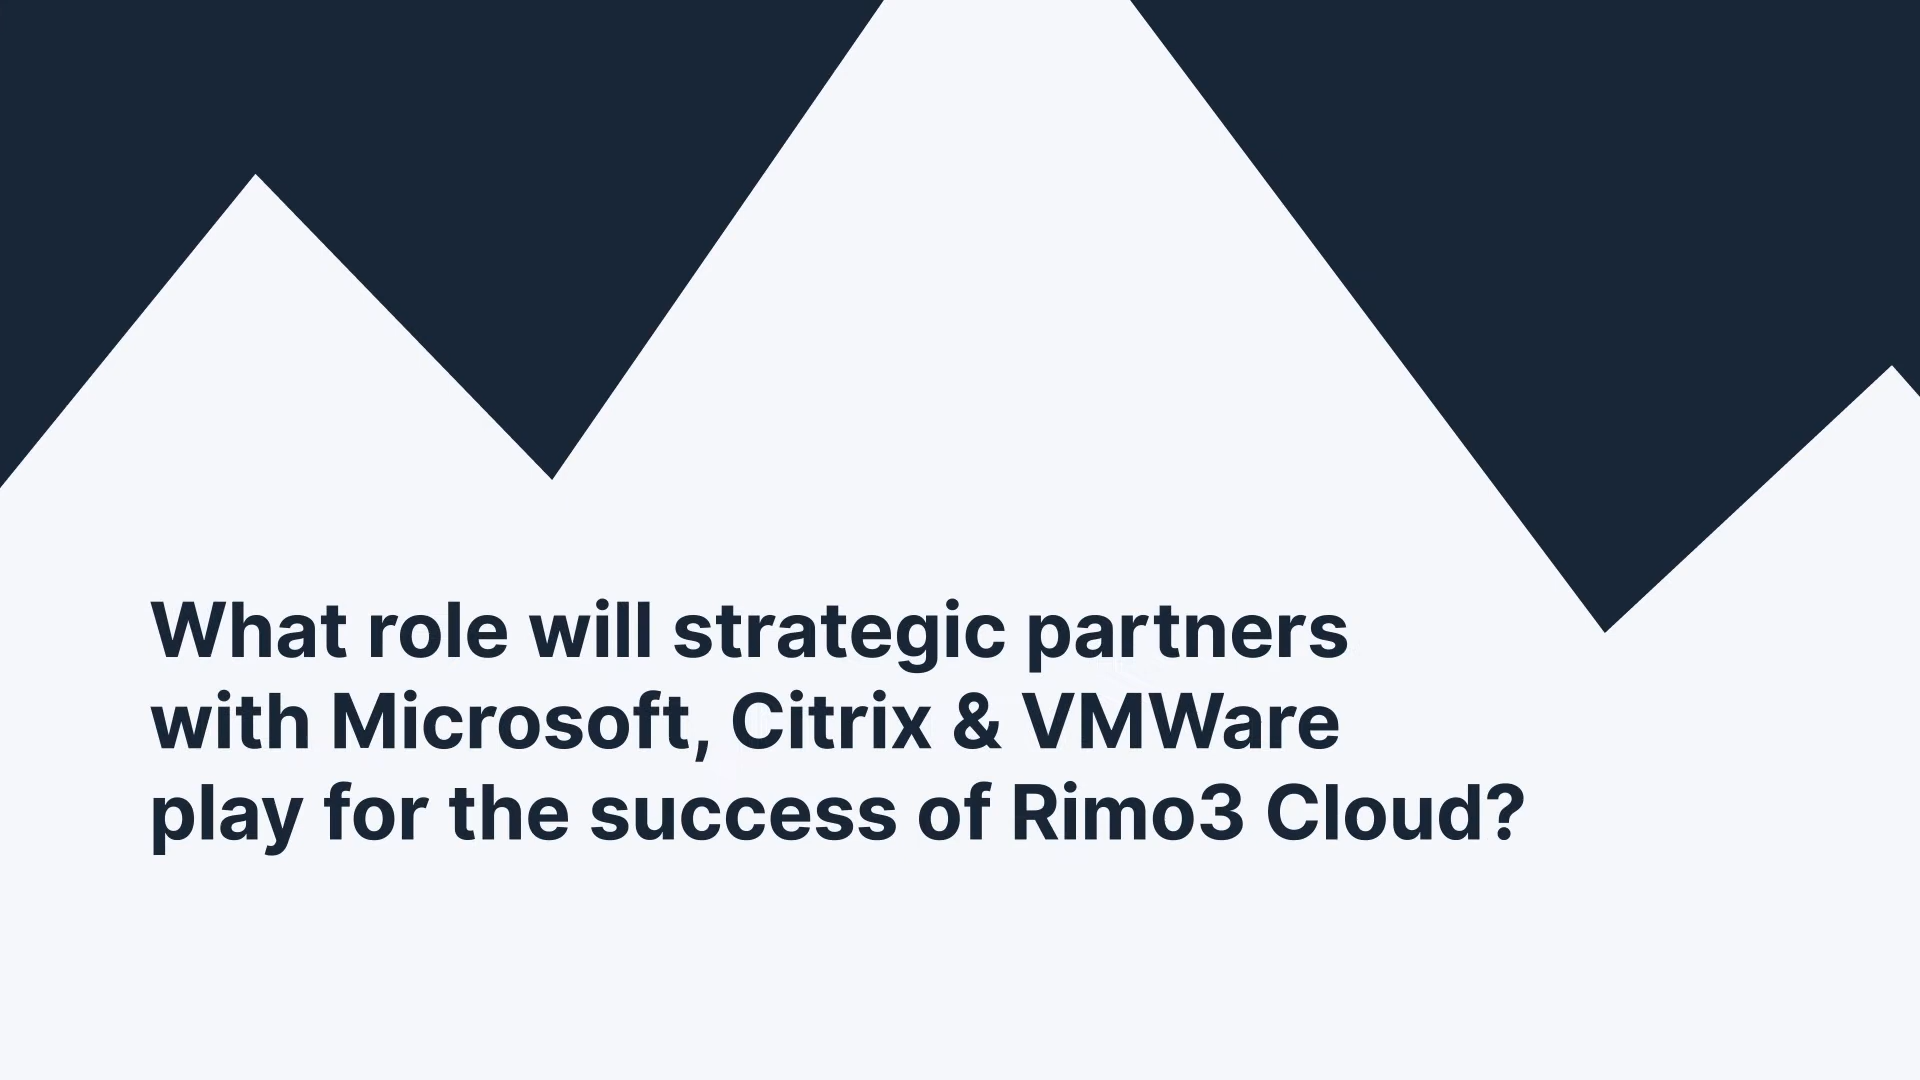 What role will strategic partners
with Microsoft, Citrix & VMWare
play for the success of Rimo3 Cloud?